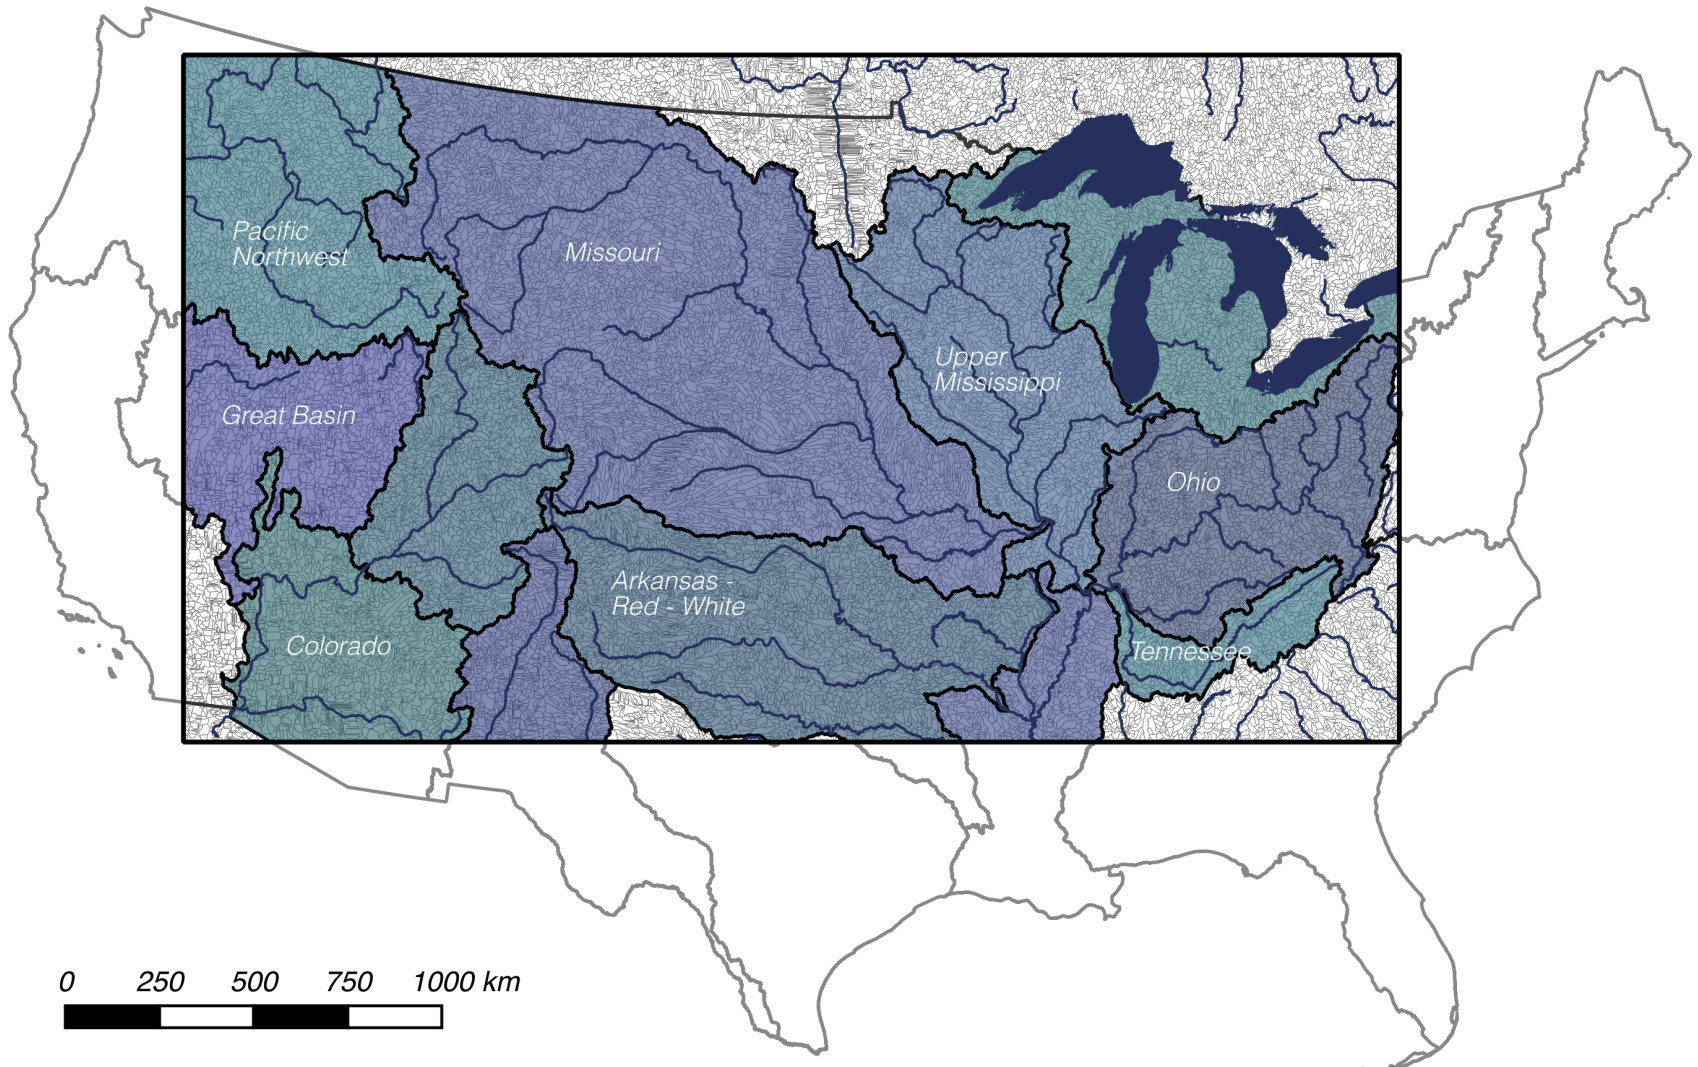 Pacific
Northwest
Missouri
Upper
Mississippi
Great Basin
Ohio
Arkansas -
Red - White
Colorado
Tennessee
0 250 500 750 1000 km